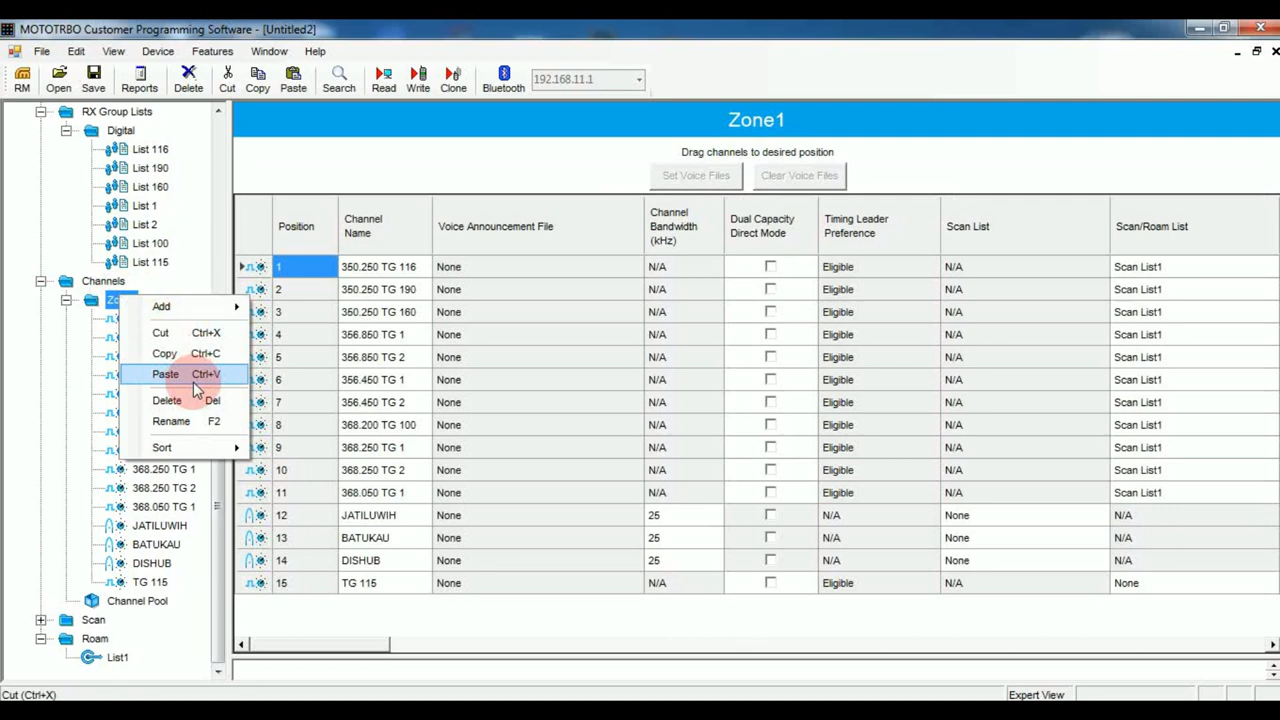 MOTOTRBO Customer Programming Software - [Untitled2]
File Edit View Device Features Window Help
RM Open Save Reports Delete Cut Copy Paste Search Read Write Clone Bluetooth 192.168.11.1
RX Group Lists
Digital
List 116
List 190
List 160
List 1
List 2
List 100
List 115
Channels
Add
Cut Ctrl+X
Copy Ctrl+C
Paste Ctrl+V
Delete Del
Rename F2
Sort
368.250 TG 1
368.250 TG 2
368.050 TG 1
JATILUWIH
BATUKAU
DISHUB
TG 115
Channel Pool
Scan
Roam
List1
Zone1
Drag channels to desired position
Set Voice Files Clear Voice Files
Position Channel Name Voice Announcement File Channel Bandwidth (kHz) Dual Capacity Direct Mode Timing Leader Preference Scan List Scan/Roam List
1 350.250 TG 116 None N/A Eligible N/A Scan List1
2 350.250 TG 190 None N/A Eligible N/A Scan List1
3 350.250 TG 160 None N/A Eligible N/A Scan List1
4 356.850 TG 1 None N/A Eligible N/A Scan List1
5 356.850 TG 2 None N/A Eligible N/A Scan List1
6 356.450 TG 1 None N/A Eligible N/A Scan List1
7 356.450 TG 2 None N/A Eligible N/A Scan List1
8 368.200 TG 100 None N/A Eligible N/A Scan List1
9 368.250 TG 1 None N/A Eligible N/A Scan List1
10 368.250 TG 2 None N/A Eligible N/A Scan List1
11 368.050 TG 1 None N/A Eligible N/A Scan List1
12 JATILUWIH None 25 N/A None N/A
13 BATUKAU None 25 N/A None N/A
14 DISHUB None 25 N/A None N/A
15 TG 115 None N/A Eligible N/A None
Cut (Ctrl+X)
Expert View